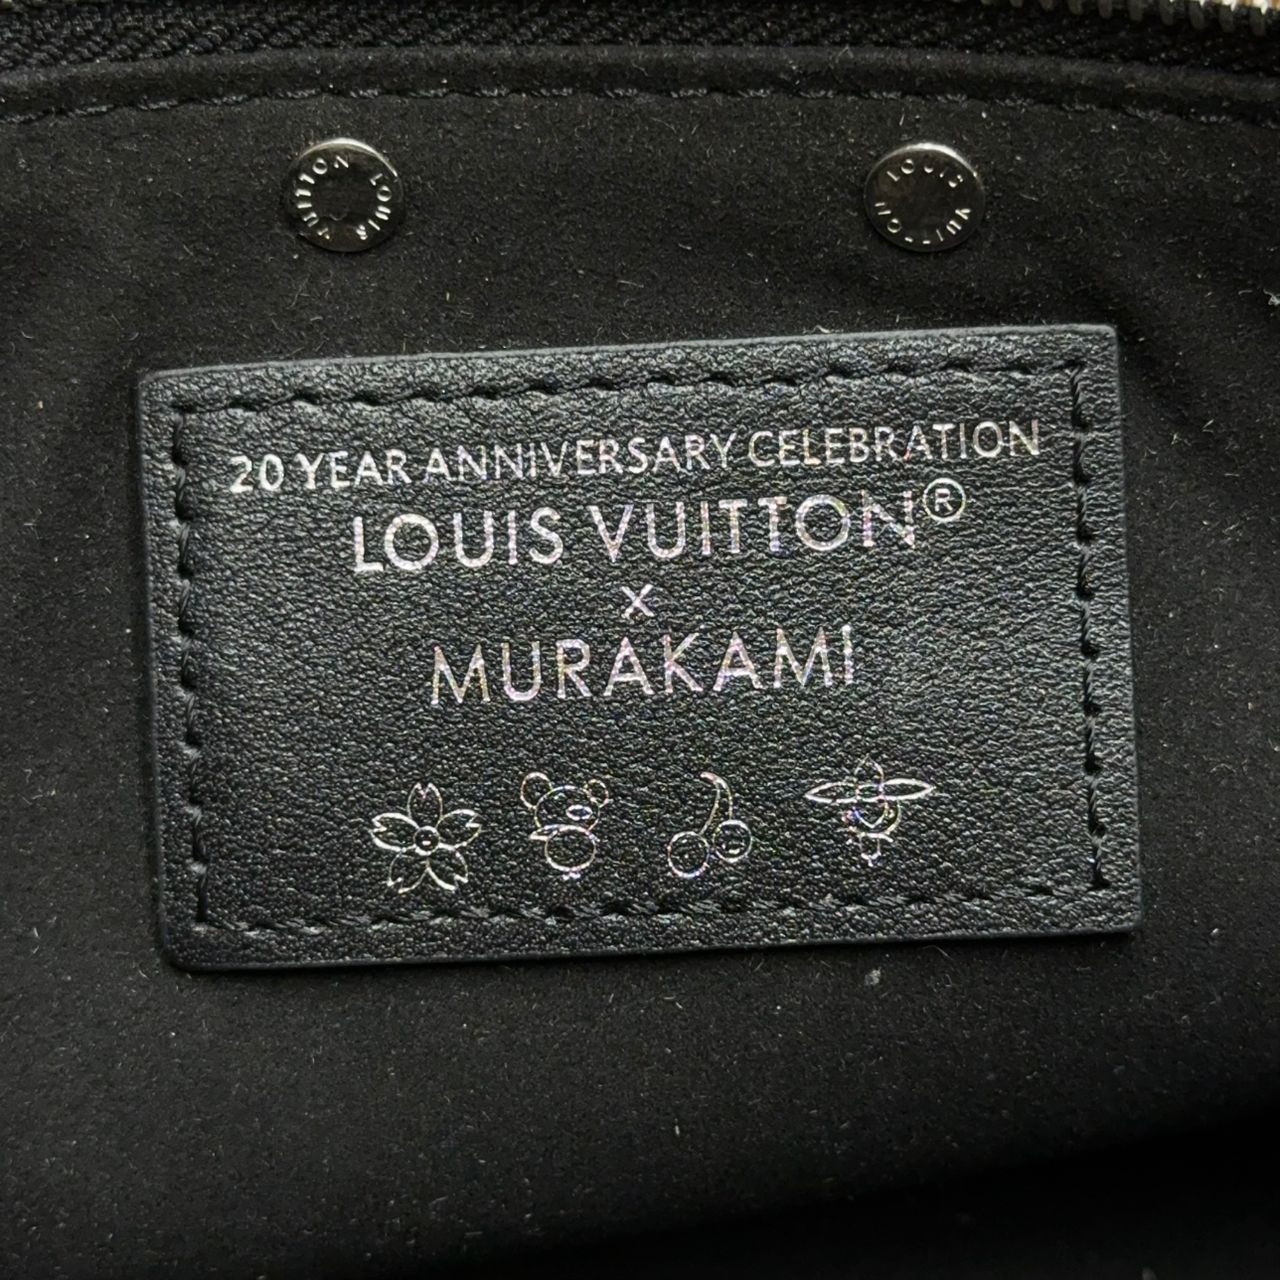 LOUIS VUITTON
LOUIS VUITTON
20 YEAR ANNIVERSARY CELEBRATION
LOUIS VUITTON®
x
MURAKAMI